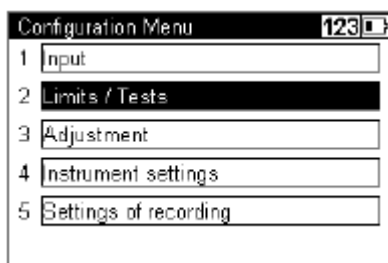 Configuration Menu 123
1 Input
2 Limits / Tests
3 Adjustment
4 Instrument settings
5 Settings of recording